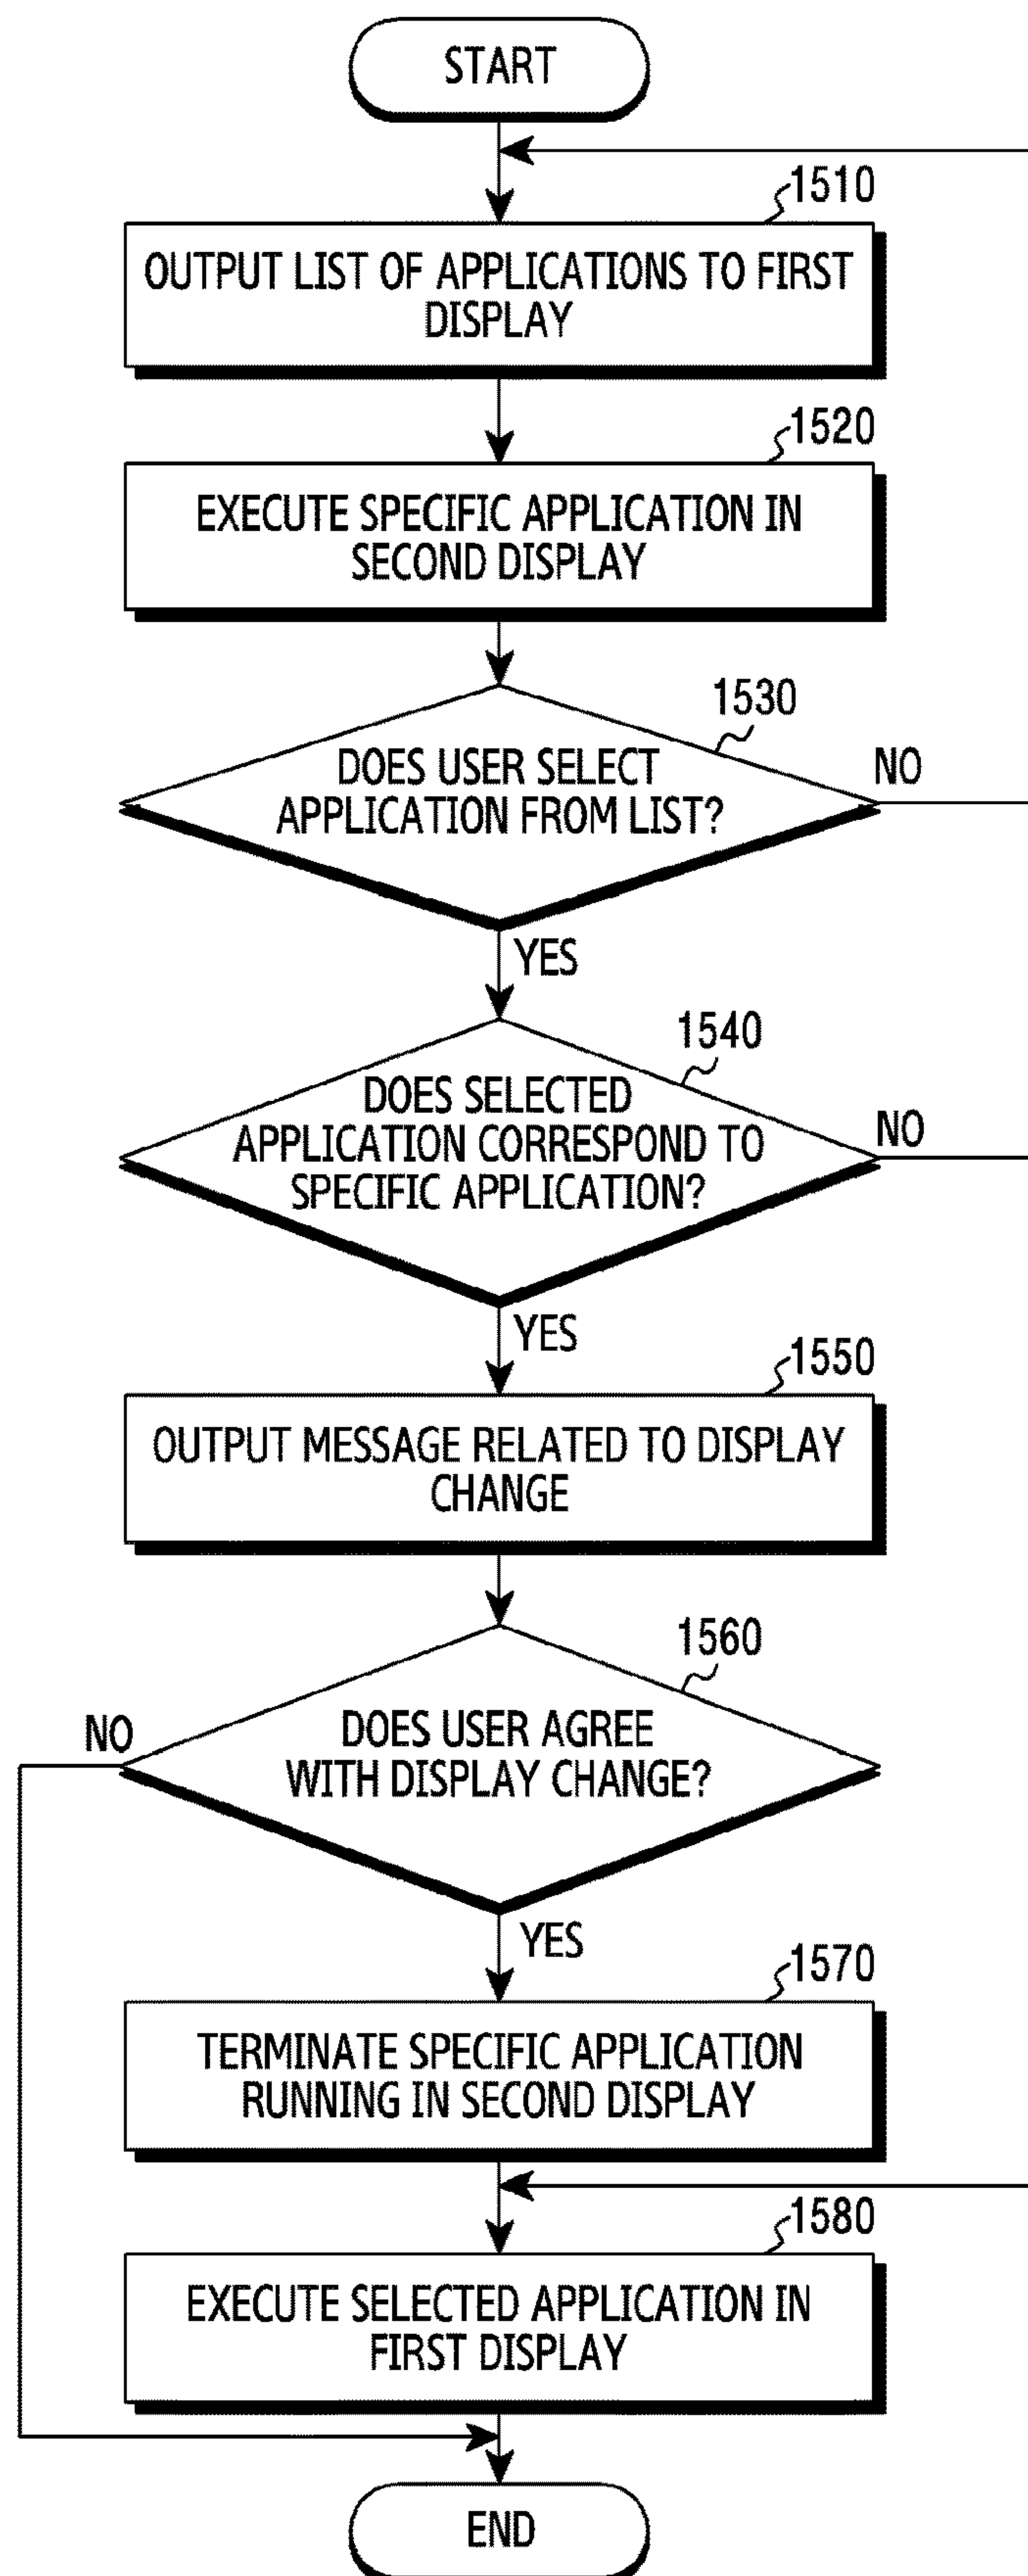 START
1510
OUTPUT LIST OF APPLICATIONS TO FIRST
DISPLAY
1520
EXECUTE SPECIFIC APPLICATION IN
SECOND DISPLAY
1530
DOES USER SELECT
APPLICATION FROM LIST?
NO
YES
1540
DOES SELECTED
APPLICATION CORRESPOND TO
SPECIFIC APPLICATION?
NO
YES
1550
OUTPUT MESSAGE RELATED TO DISPLAY
CHANGE
1560
DOES USER AGREE
WITH DISPLAY CHANGE?
NO
YES
1570
TERMINATE SPECIFIC APPLICATION
RUNNING IN SECOND DISPLAY
1580
EXECUTE SELECTED APPLICATION IN
FIRST DISPLAY
END